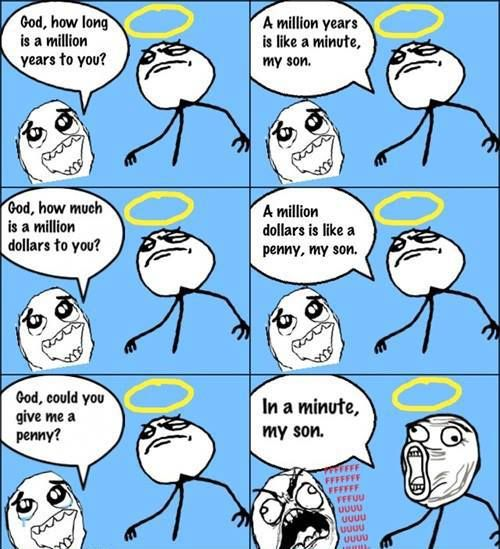 God, how long
is a million
years to you?
A million years
is like a minute,
my son.
God, how much
is a million
dollars to you?
A million
dollars is like a
penny, my son.
God, could you
give me a
penny?
In a minute,
my son.
FFFFFFF
FFFFFFF
FFFFFF
FFFUU
UUUU
UUUU
UUUU
UUUU
UUUU.